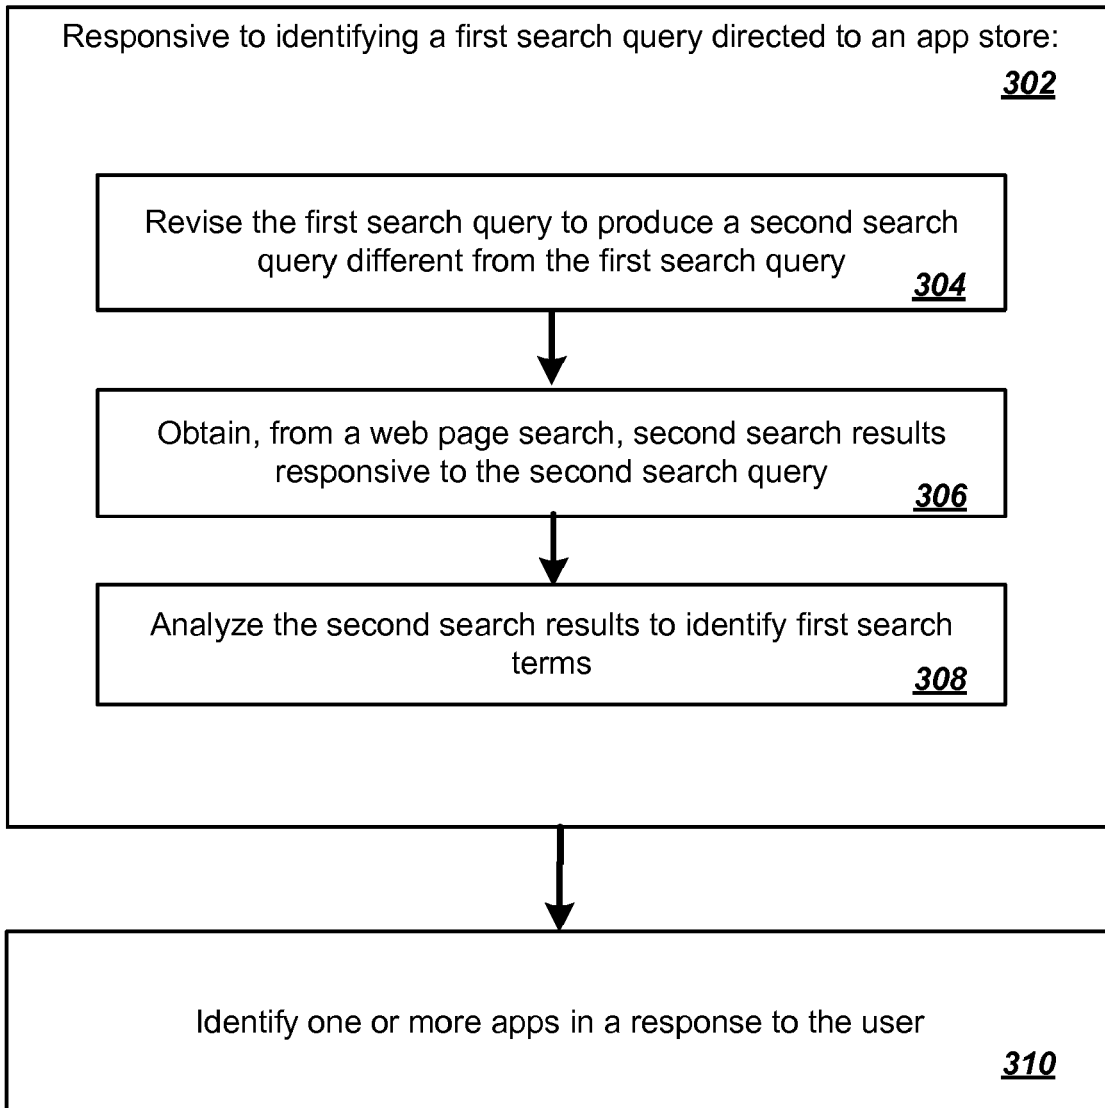 Responsive to identifying a first search query directed to an app store:
302
Revise the first search query to produce a second search
query different from the first search query
304
Obtain, from a web page search, second search results
responsive to the second search query
306
Analyze the second search results to identify first search
terms
308
Identify one or more apps in a response to the user
310